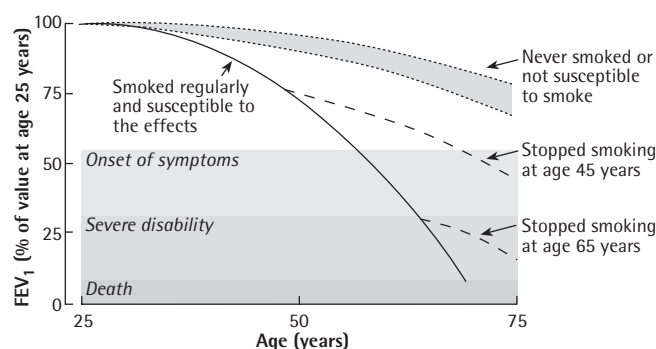 100
75
50
25
0
FEV1 (% of value at age 25 years)
Smoked regularly
and susceptible to
the effects
Never smoked or
not susceptible
to smoke
Stopped smoking
at age 45 years
Stopped smoking
at age 65 years
Onset of symptoms
Severe disability
Death
25
50
75
Age (years)